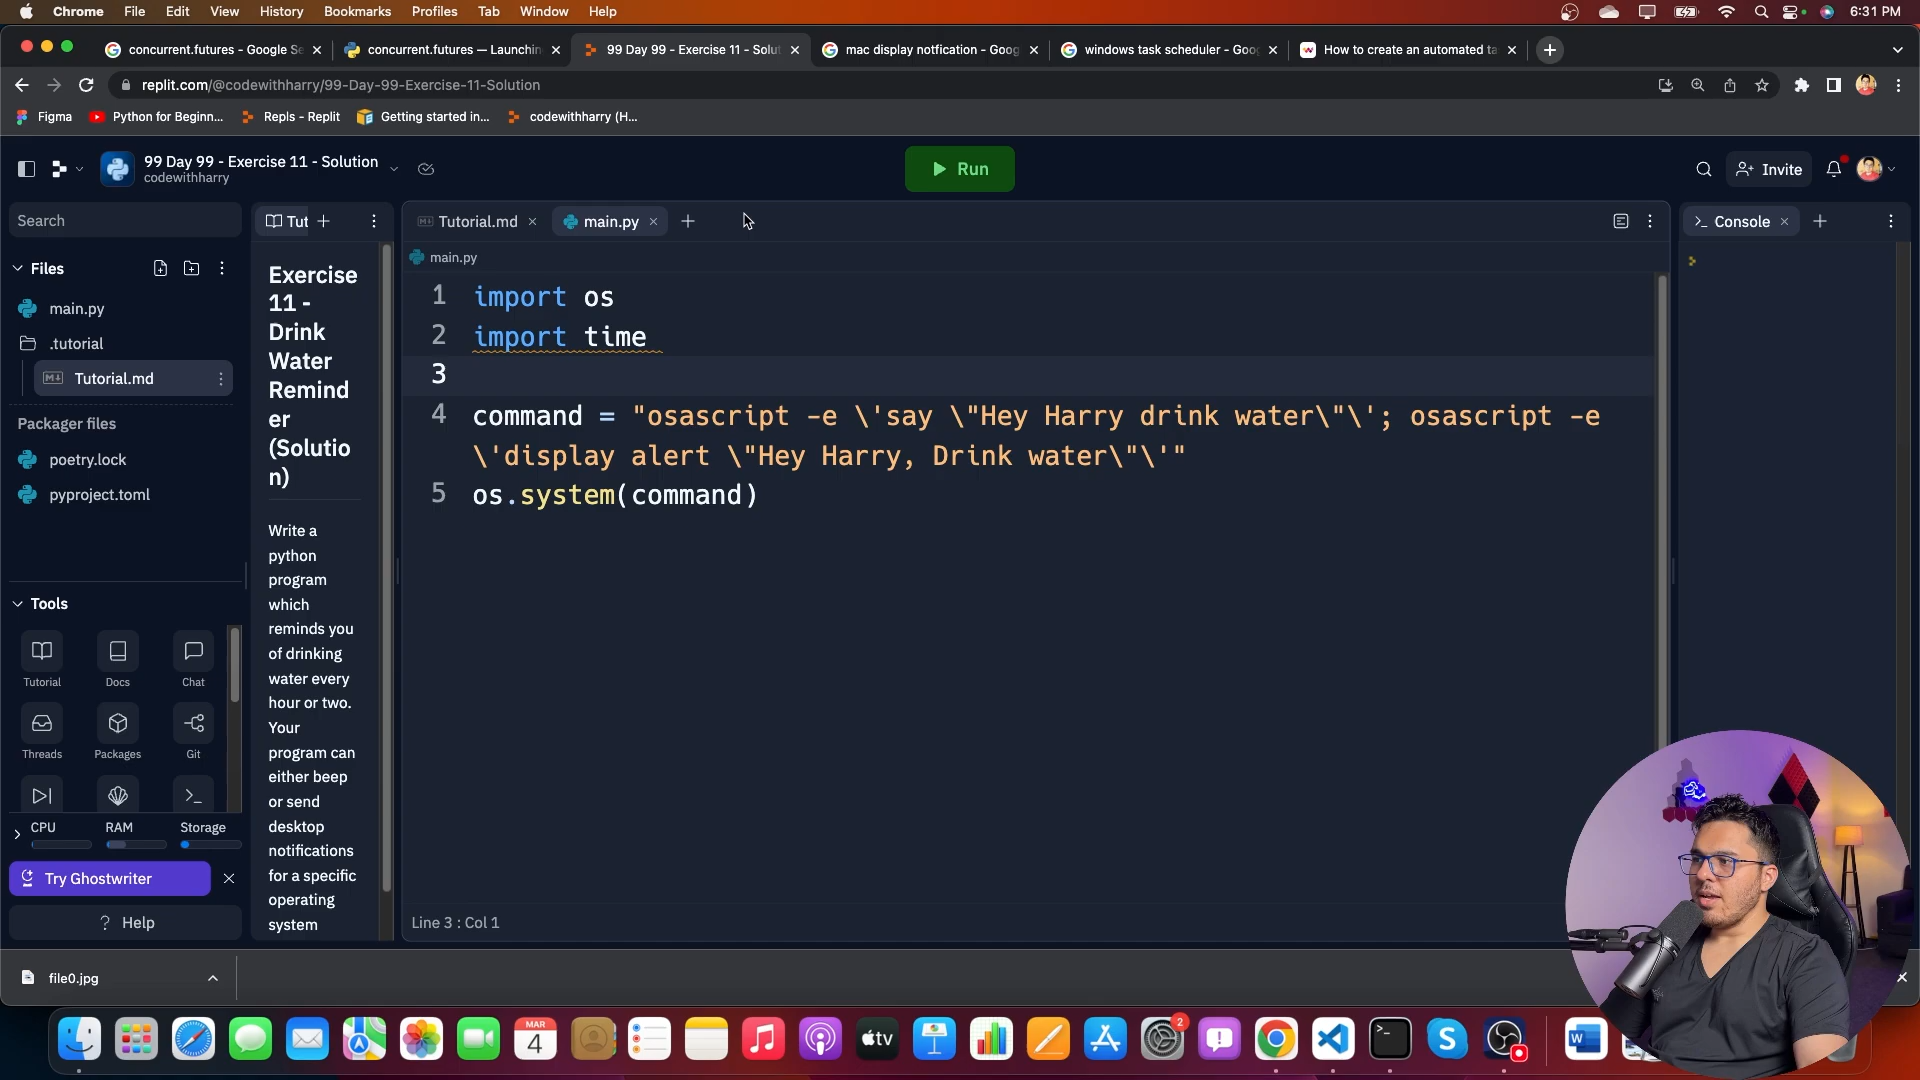 Chrome File Edit View History Bookmarks Profiles Tab Window Help 6:31 PM
concurrent.futures - Google Se
concurrent.futures — Launchin
99 Day 99 - Exercise 11 - Solut
mac display notfication - Goog
windows task scheduler - Goo
How to create an automated ta
replit.com/@codewithharry/99-Day-99-Exercise-11-Solution
Figma Python for Beginn... Repls - Replit Getting started in... codewithharry (H...
99 Day 99 - Exercise 11 - Solution
codewithharry
Run
Invite
Search
Files
main.py
.tutorial
Tutorial.md
Packager files
poetry.lock
pyproject.toml
Tools
Tutorial Docs Chat
Threads Packages Git
CPU RAM Storage
Try Ghostwriter
? Help
Tut
Exercise
11 -
Drink
Water
Remind
er
(Solutio
n)
Write a
python
program
which
reminds you
of drinking
water every
hour or two.
Your
program can
either beep
or send
desktop
notifications
for a specific
operating
system
Tutorial.md main.py
main.py
1 import os
2 import time
3
4 command = "osascript -e \'say \"Hey Harry drink water\"\'; osascript -e
\'display alert \"Hey Harry, Drink water\"\'"
5 os.system(command)
Line 3 : Col 1
Console
file0.jpg
MAR
4
tv
2